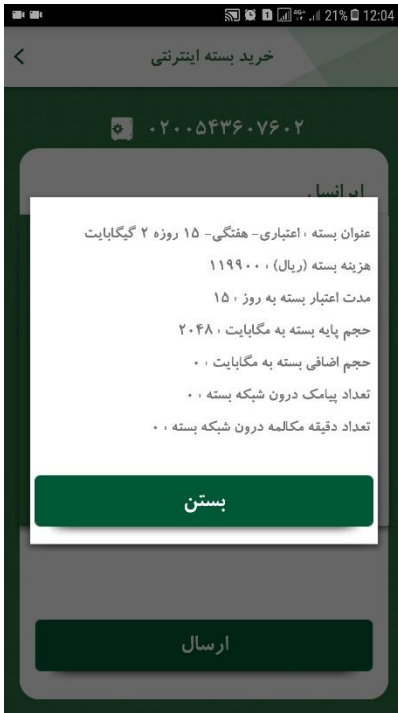 21% 12:04
خرید بسته اینترنتی
۰۲۰۰۵۴۳۶۰۷۶۰۲
ایرانسل
عنوان بسته : اعتباری- هفتگی- ۱۵ روزه ۲ گیگابایت
هزینه بسته (ریال) : ۱۱۹۹۰۰
مدت اعتبار بسته به روز : ۱۵
حجم پایه بسته به مگابایت : ۲۰۴۸
حجم اضافی بسته به مگابایت : ۰
تعداد پیامک درون شبکه بسته : ۰
تعداد دقیقه مکالمه درون شبکه بسته : ۰
بستن
ارسال